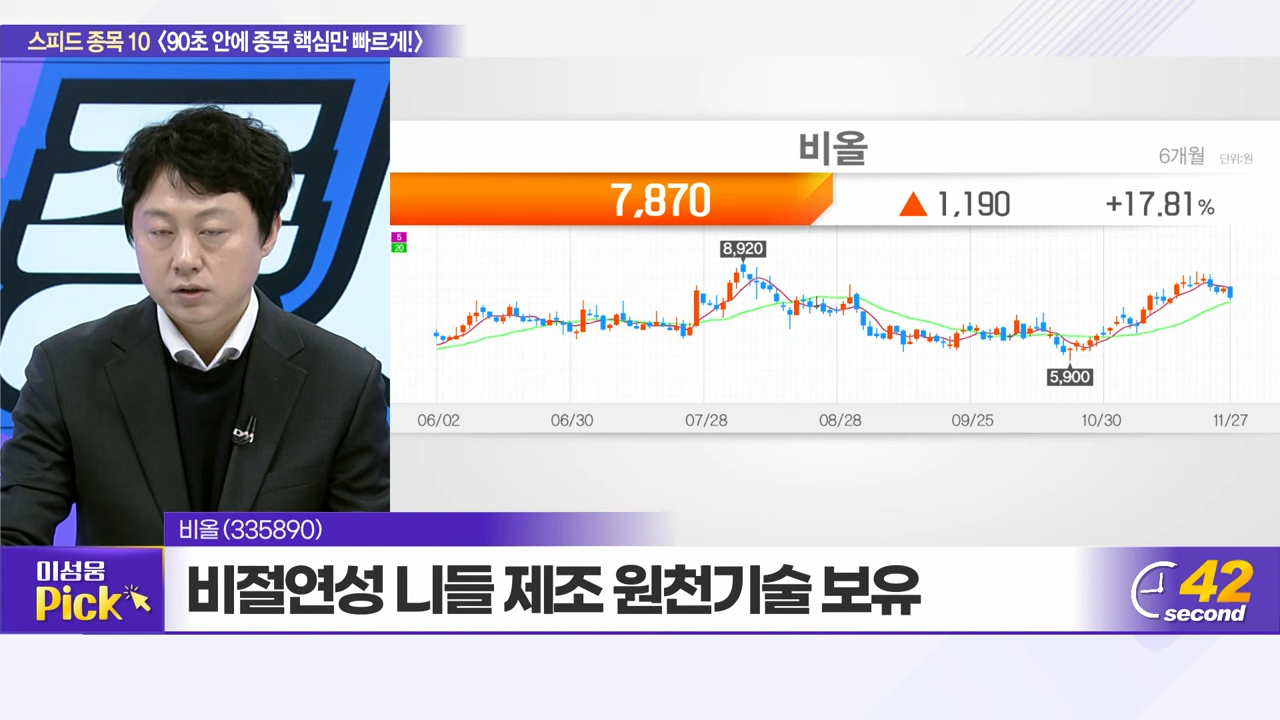 스피드 종목 10 〈90초 안에 종목 핵심만 빠르게!〉
비올
6개월 단위:원
7,870 ▲ 1,190 +17.81%
5
20
8,920
5,900
06/02 06/30 07/28 08/28 09/25 10/30 11/27
비올 (335890)
이성웅
Pick
비절연성 니들 제조 원천기술 보유
42
second